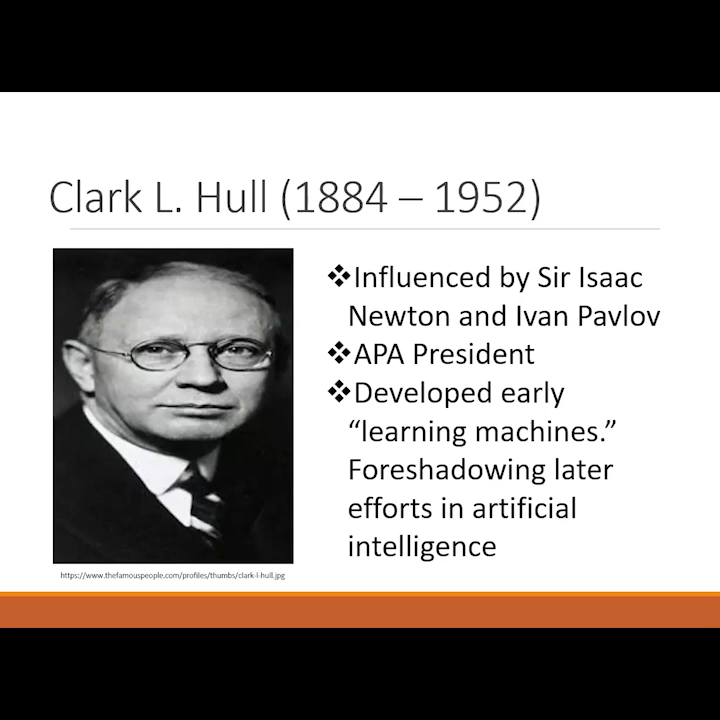 Clark L. Hull (1884 – 1952)
❖Influenced by Sir Isaac
Newton and Ivan Pavlov
❖APA President
❖Developed early
“learning machines.”
Foreshadowing later
efforts in artificial
intelligence
https://www.thefamouspeople.com/profiles/thumbs/clark-l-hull.jpg